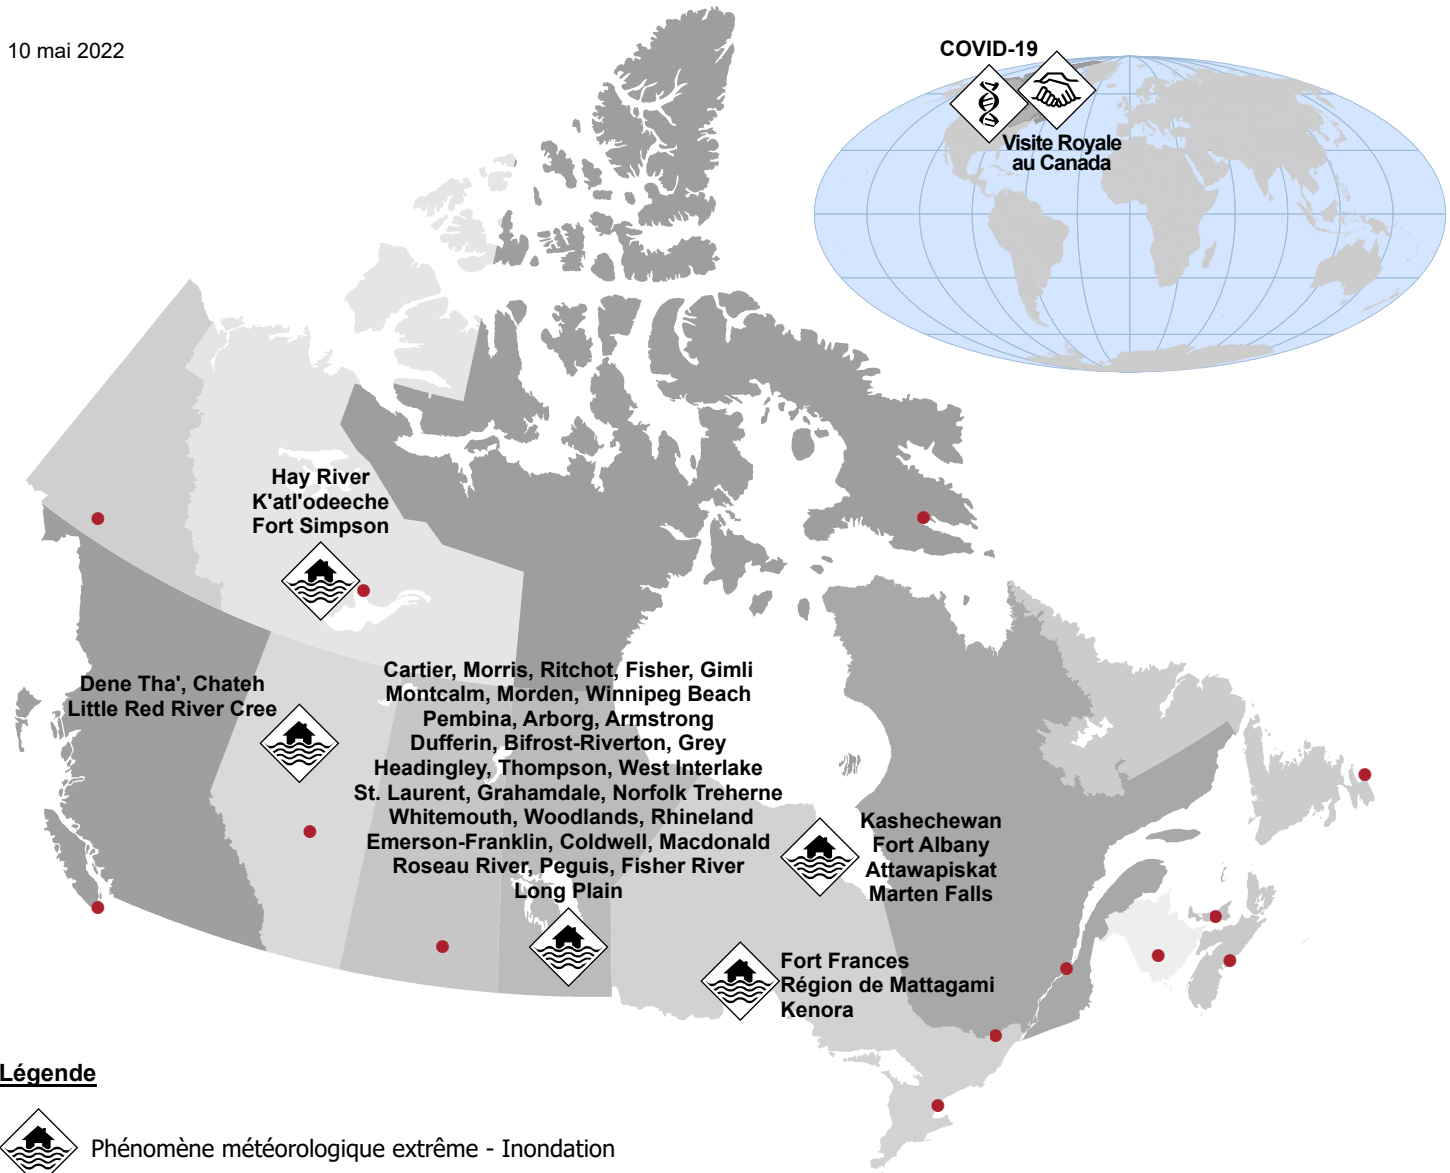 10 mai 2022
COVID-19
Visite Royale
au Canada
Hay River
K'atl'odeeche
Fort Simpson
Dene Tha', Chateh
Little Red River Cree
Cartier, Morris, Ritchot, Fisher, Gimli
Montcalm, Morden, Winnipeg Beach
Pembina, Arborg, Armstrong
Dufferin, Bifrost-Riverton, Grey
Headingley, Thompson, West Interlake
St. Laurent, Grahamdale, Norfolk Treherne
Whitemouth, Woodlands, Rhineland
Emerson-Franklin, Coldwell, Macdonald
Roseau River, Peguis, Fisher River
Long Plain
Kashechewan
Fort Albany
Attawapiskat
Marten Falls
Fort Frances
Région de Mattagami
Kenora
Légende
Phénomène météorologique extrême - Inondation